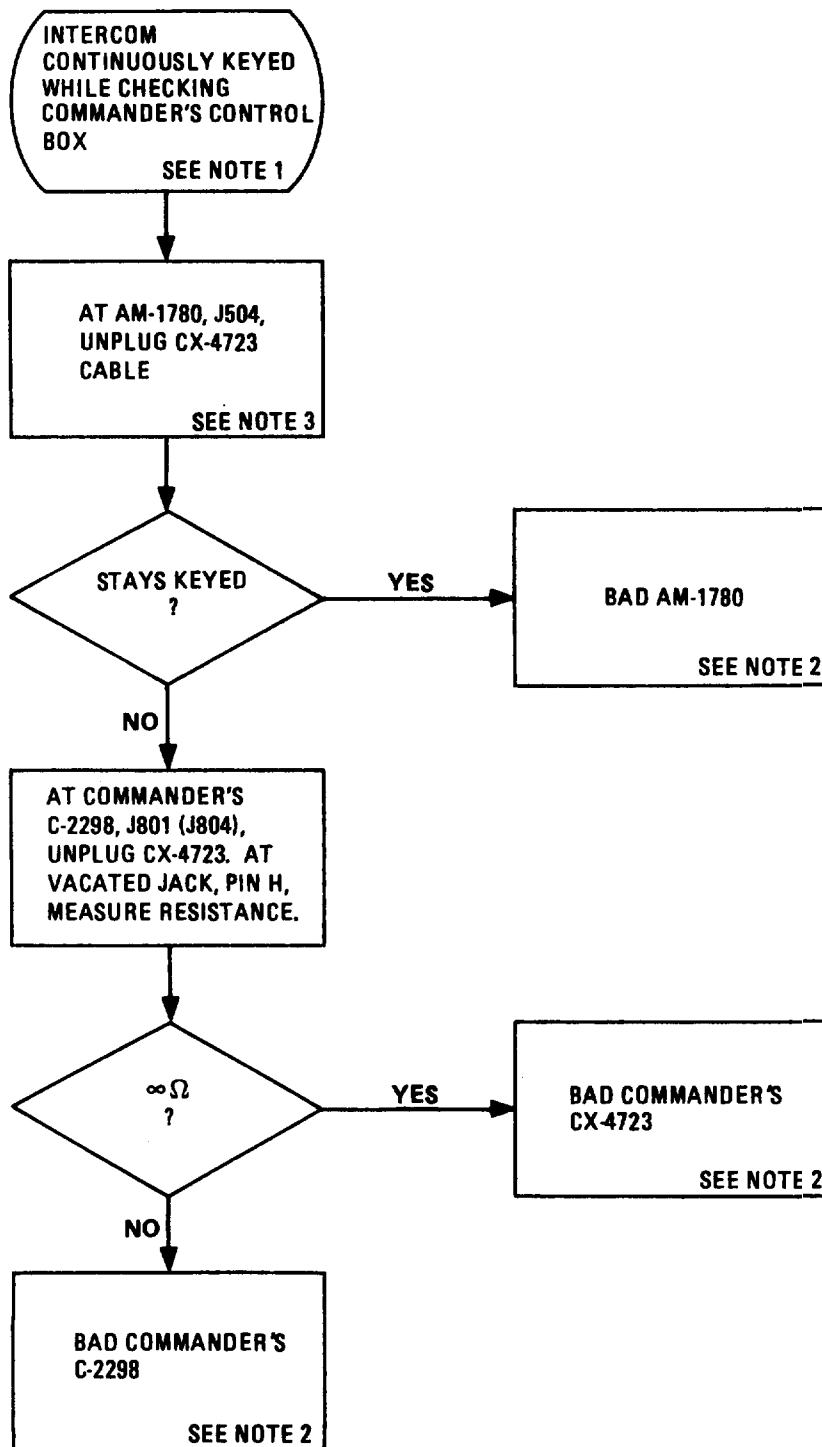 INTERCOM
CONTINUOUSLY KEYED
WHILE CHECKING
COMMANDER'S CONTROL
BOX
SEE NOTE 1
AT AM-1780, J504,
UNPLUG CX-4723
CABLE
SEE NOTE 3
STAYS KEYED
?
YES
BAD AM-1780
SEE NOTE 2
NO
AT COMMANDER'S
C-2298, J801 (J804),
UNPLUG CX-4723. AT
VACATED JACK, PIN H,
MEASURE RESISTANCE.
∞Ω
?
YES
BAD COMMANDER'S
CX-4723
SEE NOTE 2
NO
BAD COMMANDER'S
C-2298
SEE NOTE 2